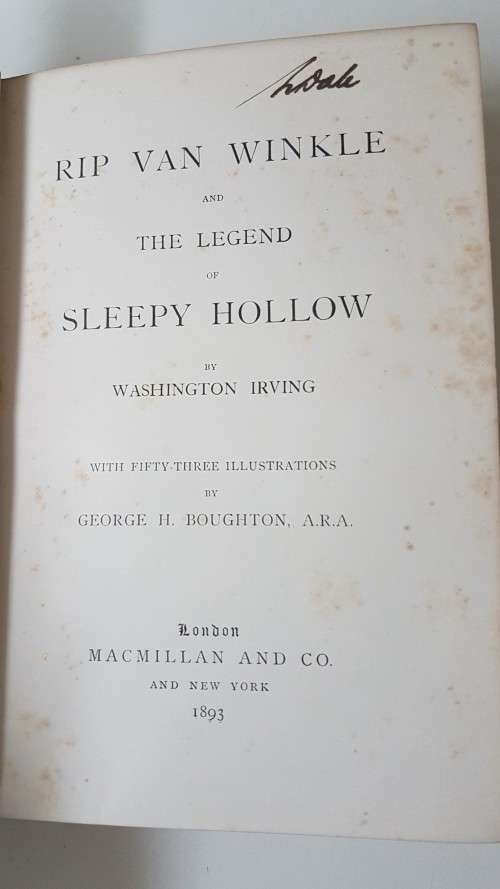 RIP VAN WINKLE
AND
THE LEGEND
OF
SLEEPY HOLLOW
BY
WASHINGTON IRVING
WITH FIFTY-THREE ILLUSTRATIONS
BY
GEORGE H. BOUGHTON, A.R.A.
London
MACMILLAN AND CO.
AND NEW YORK
1893